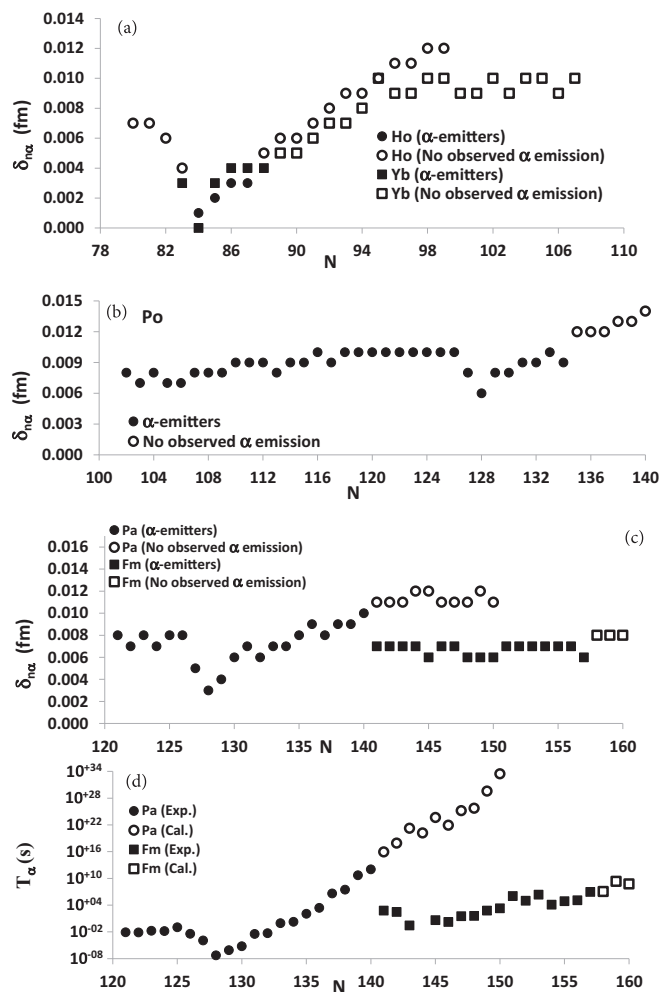 (a)
0.014
0.012
0.010
0.008
0.006
0.004
0.002
0.000
δnα (fm)
Ho (α-emitters)
Ho (No observed α emission)
Yb (α-emitters)
Yb (No observed α emission)
78 82 86 90 94 98 102 106 110
N
(b)
Po
0.015
0.012
0.009
0.006
0.003
0.000
δnα (fm)
α-emitters
No observed α emission
100 104 108 112 116 120 124 128 132 136 140
N
Pa (α-emitters)
Pa (No observed α emission)
Fm (α-emitters)
Fm (No observed α emission)
(c)
0.016
0.014
0.012
0.010
0.008
0.006
0.004
0.002
0.000
δnα (fm)
120 125 130 135 N 140 145 150 155 160
(d)
10+34
10+28
10+22
10+16
10+10
10+04
10-02
10-08
Tα(s)
Pa (Exp.)
Pa (Cal.)
Fm (Exp.)
Fm (Cal.)
120 125 130 135 N 140 145 150 155 160